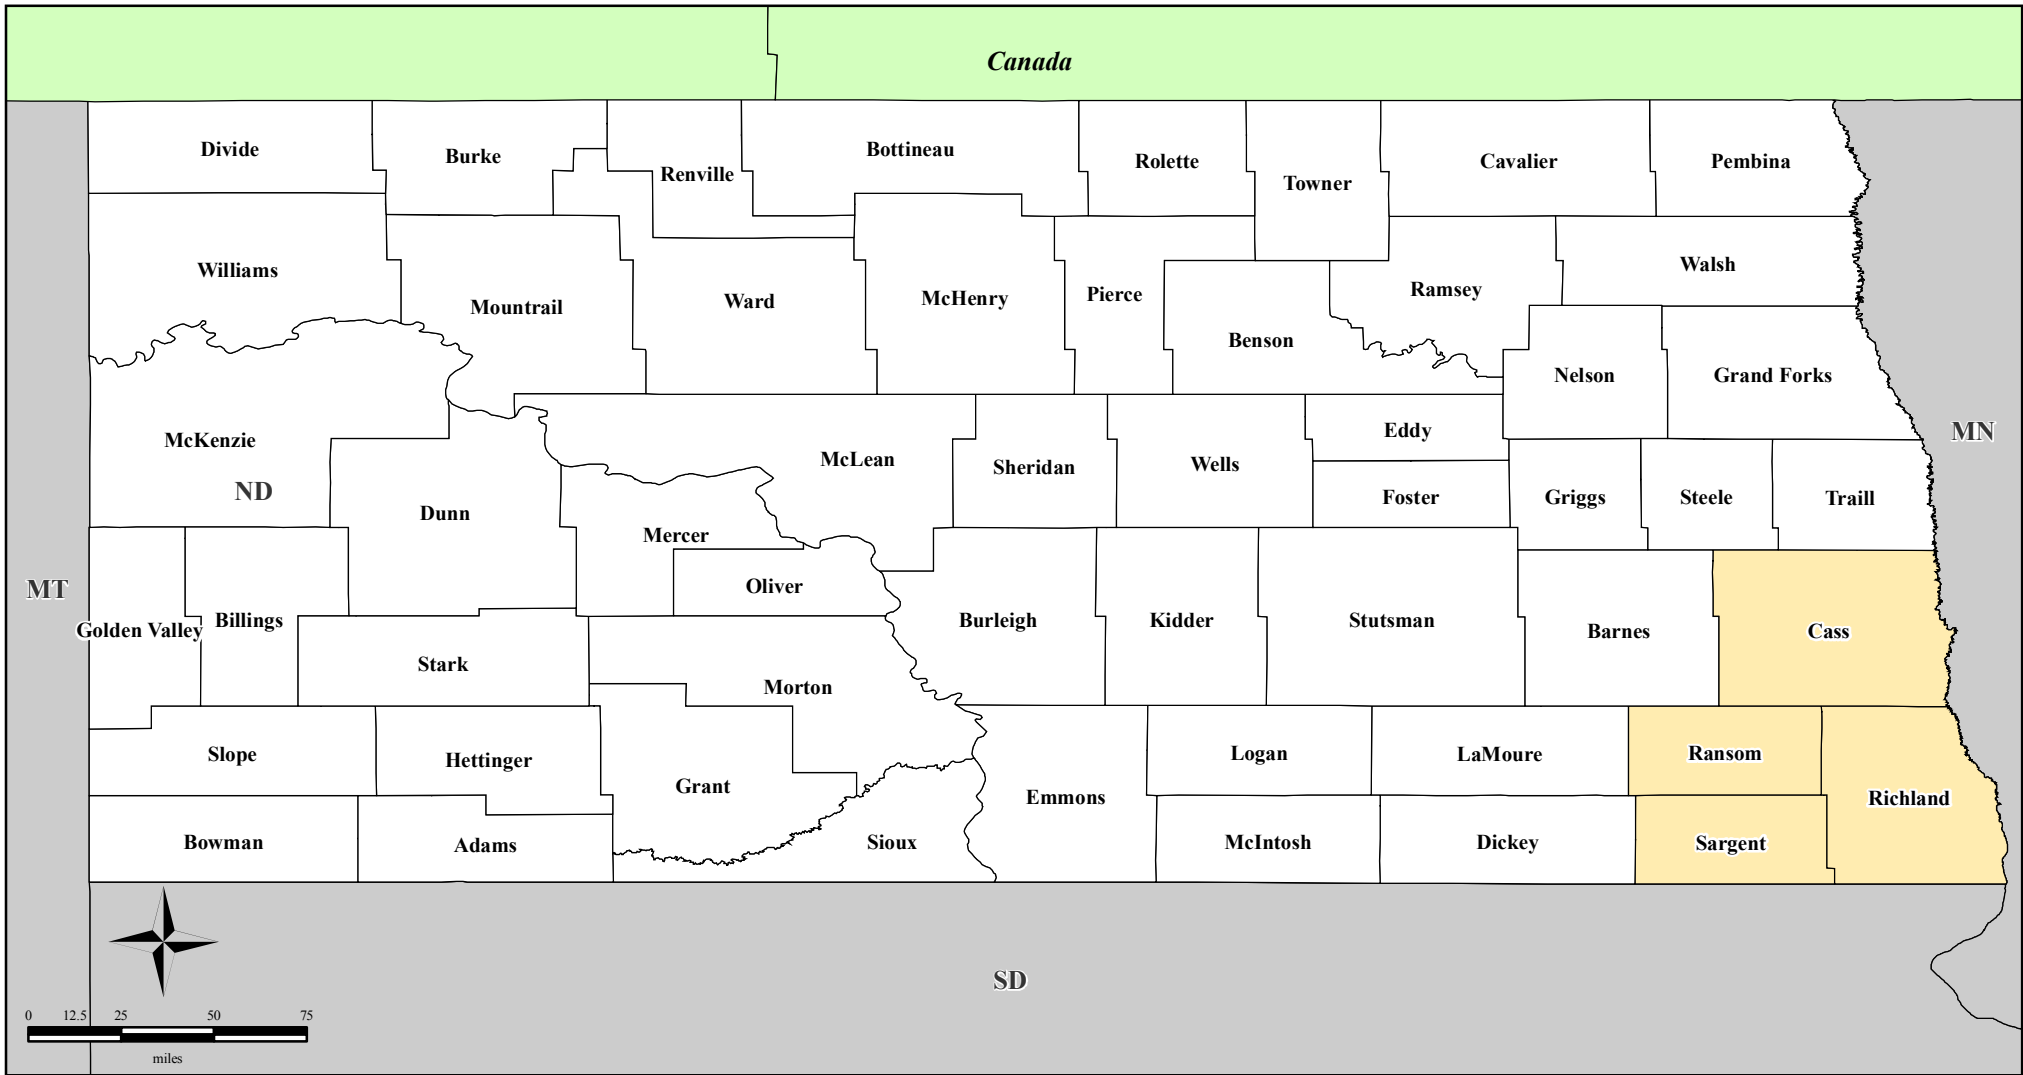 Canada
Divide
Burke
Renville
Bottineau
Rolette
Towner
Cavalier
Pembina
Williams
Mountrail
Ward
McHenry
Pierce
Benson
Ramsey
Walsh
Nelson
Grand Forks
McKenzie
ND
Dunn
McLean
Sheridan
Wells
Eddy
Foster
Griggs
Steele
Traill
MN
MT
Golden Valley
Billings
Stark
Mercer
Oliver
Morton
Burleigh
Kidder
Stutsman
Barnes
Cass
Slope
Hettinger
Grant
Emmons
Logan
LaMoure
Ransom
Richland
Bowman
Adams
Sioux
McIntosh
Dickey
Sargent
SD
0 12.5 25 50 75
miles